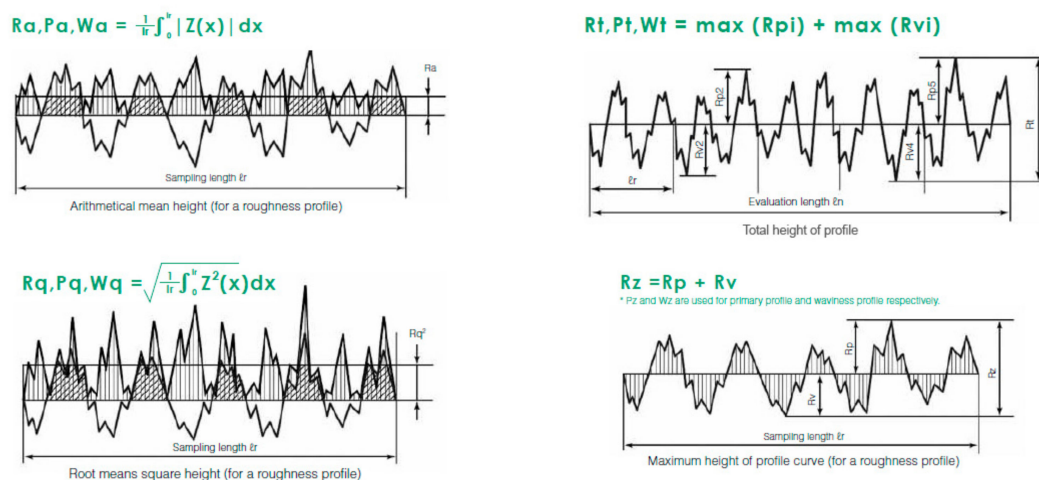 Ra,Pa,Wa = 1/lr ∫₀ˡʳ | Z(x) | dx
Ra
Sampling length ℓr
Arithmetical mean height (for a roughness profile)
Rt,Pt,Wt = max (Rpi) + max (Rvi)
Rp2
Rp5
Rt
Rv2
Rv4
ℓr
Evaluation length ℓn
Total height of profile
Rq,Pq,Wq = √1/lr ∫₀ˡʳ Z²(x)dx
Rq²
Sampling length ℓr
Root means square height (for a roughness profile)
Rz =Rp + Rv
* Pz and Wz are used for primary profile and waviness profile respectively.
Rp
Rz
Rv
Sampling length ℓr
Maximum height of profile curve (for a roughness profile)